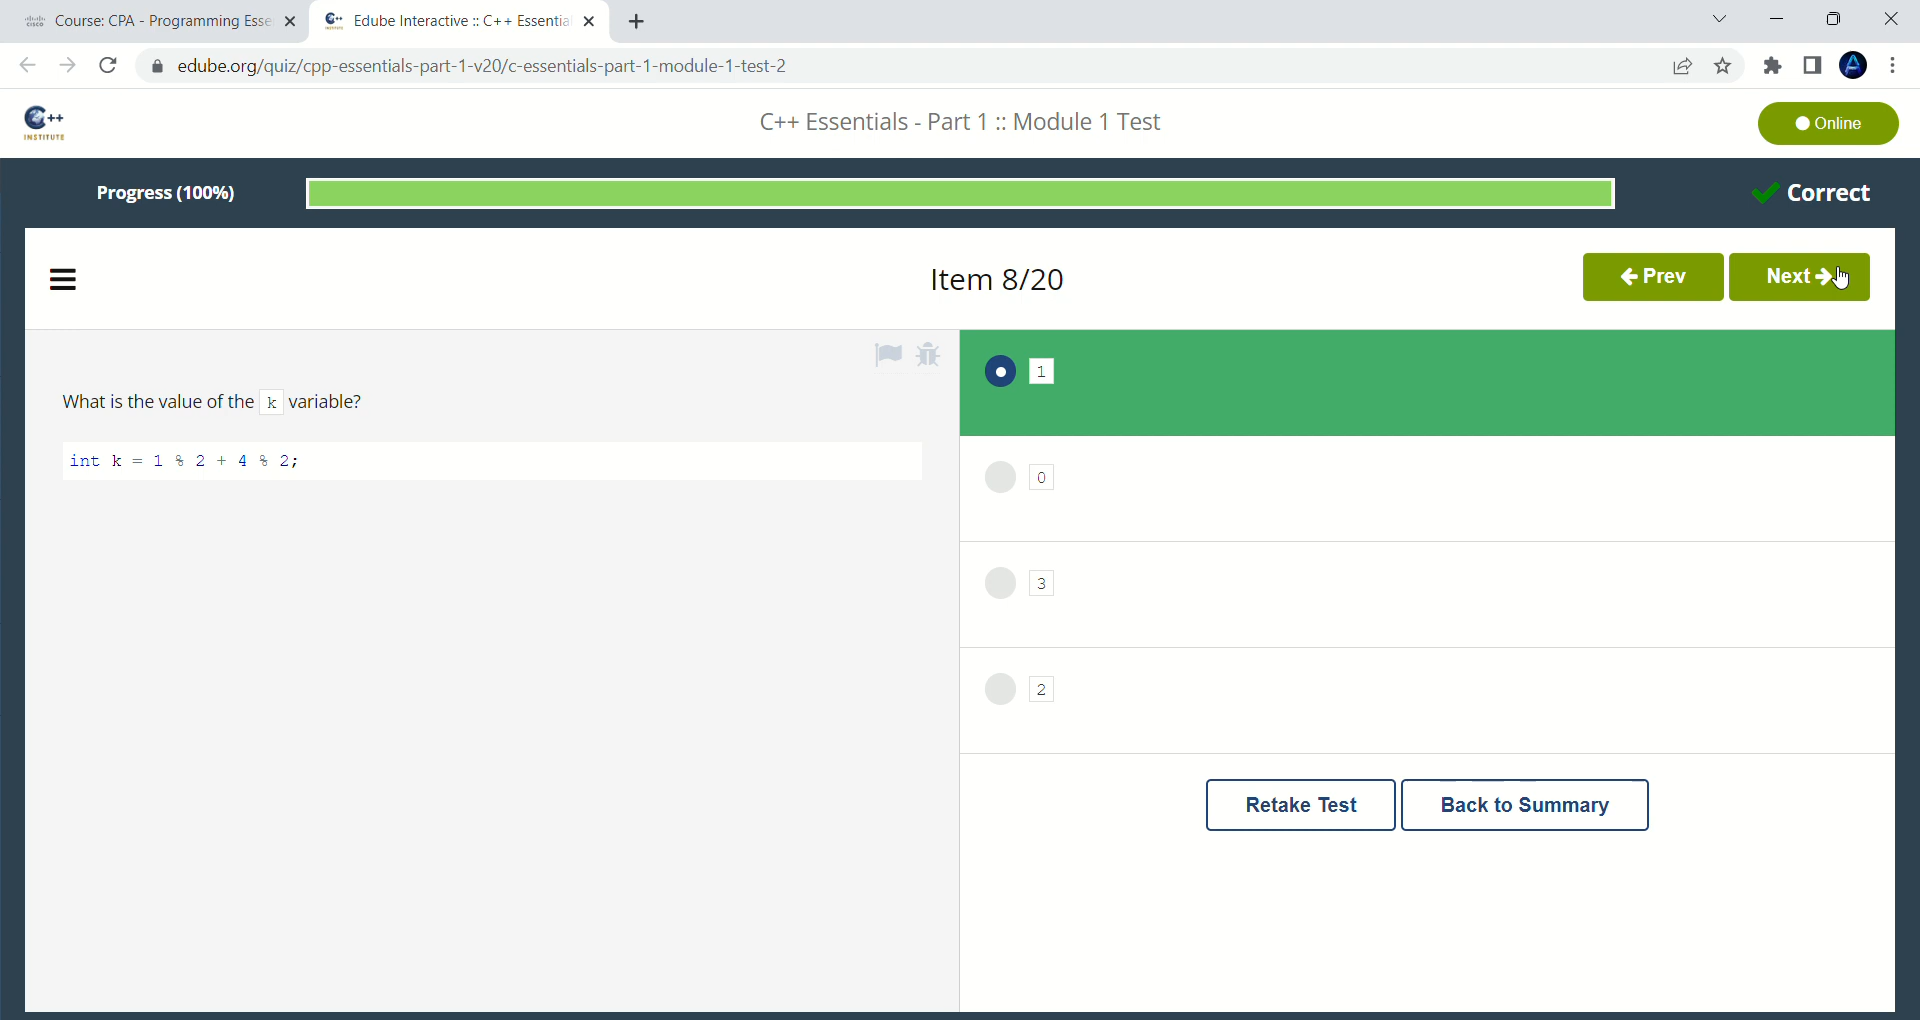 Course: CPA - Programming Esse
Edube Interactive :: C++ Essentia
edube.org/quiz/cpp-essentials-part-1-v20/c-essentials-part-1-module-1-test-2
C++
INSTITUTE
C++ Essentials - Part 1 :: Module 1 Test
Online
Progress (100%)
Correct
Item 8/20
Prev
Next
What is the value of the k variable?
int k = 1 % 2 + 4 % 2;
1
0
3
2
Retake Test
Back to Summary